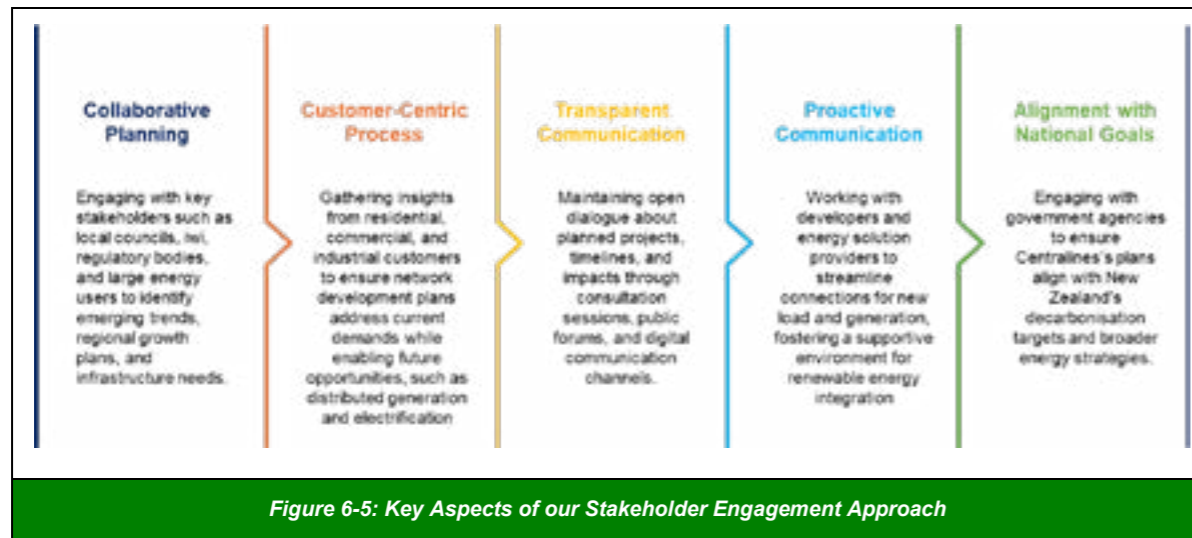 Collaborative
Planning
Engaging with key
stakeholders such as
local councils, iwi,
regulatory bodies,
and large energy
users to identify
emerging trends,
regional growth
plans, and
infrastructure needs.
Customer-Centric
Process
Gathering insights
from residential,
commercial, and
industrial customers
to ensure network
development plans
address current
demands while
enabling future
opportunities, such as
distributed generation
and electrification
Transparent
Communication
Maintaining open
dialogue about
planned projects,
timelines, and
impacts through
consultation
sessions, public
forums, and digital
communication
channels.
Proactive
Communication
Working with
developers and
energy solution
providers to
streamline
connections for new
load and generation,
fostering a supportive
environment for
renewable energy
integration
Alignment with
National Goals
Engaging with
government agencies
to ensure
Centralines's plans
align with New
Zealand's
decarbonisation
targets and broader
energy strategies.
Figure 6-5: Key Aspects of our Stakeholder Engagement Approach